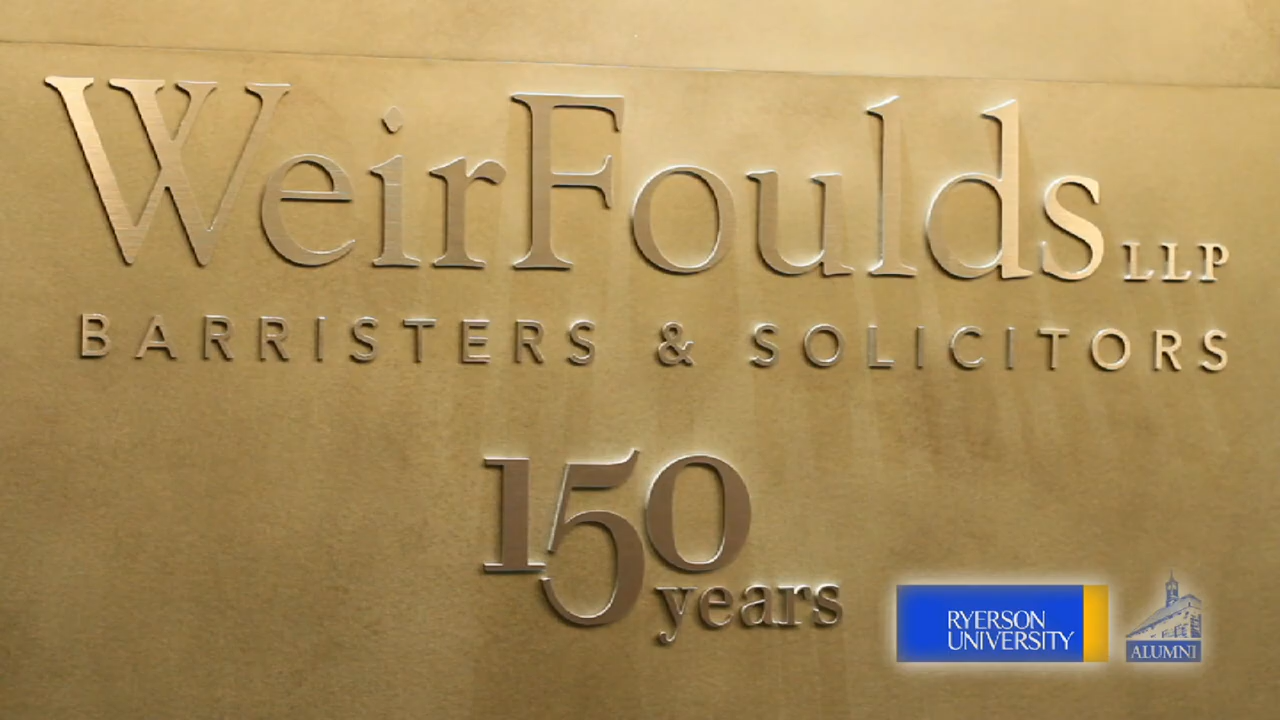 WeirFoulds LLP
BARRISTERS & SOLICITORS
150
years
RYERSON
UNIVERSITY
ALUMNI